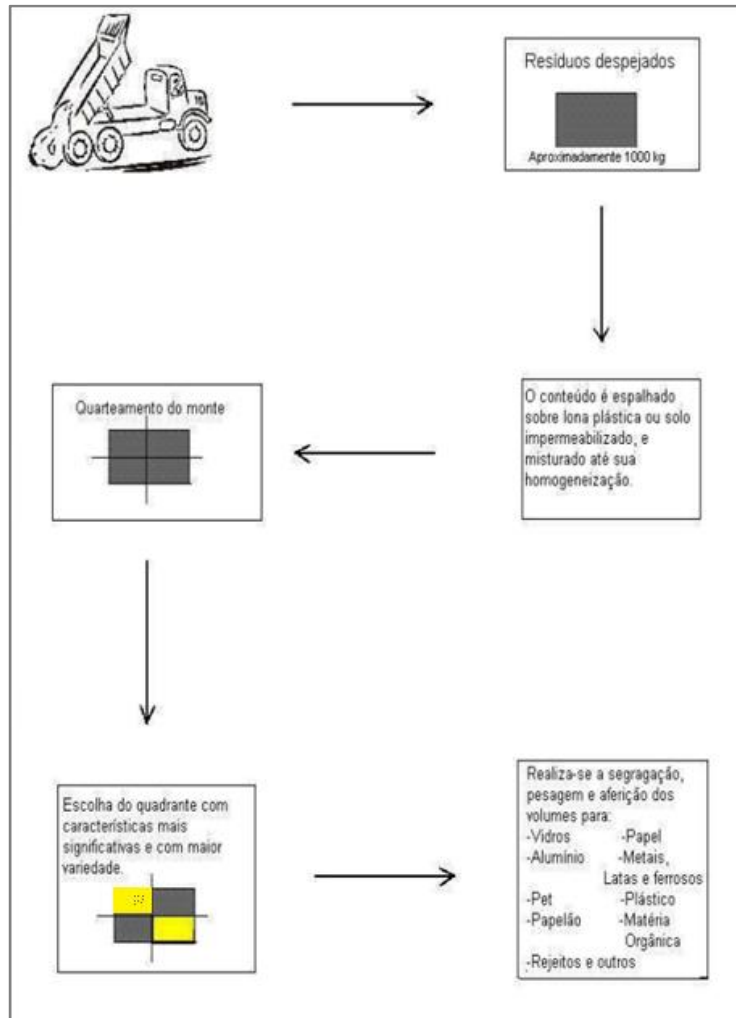 Resíduos despejados
Aproximadamente 1000 kg
O conteúdo é espalhado
sobre lona plástica ou solo
impermeabilizado, e
misturado até sua
homogeneização.
Quarteamento do monte
Escolha do quadrante com
características mais
significativas e com maior
variedade.
Realiza-se a segragação,
pesagem e aferição dos
volumes para:
-Vidros -Papel
-Alumínio -Metais,
Latas e ferrosos
-Pet -Plástico
-Papelão -Matéria
Orgânica
-Rejeitos e outros